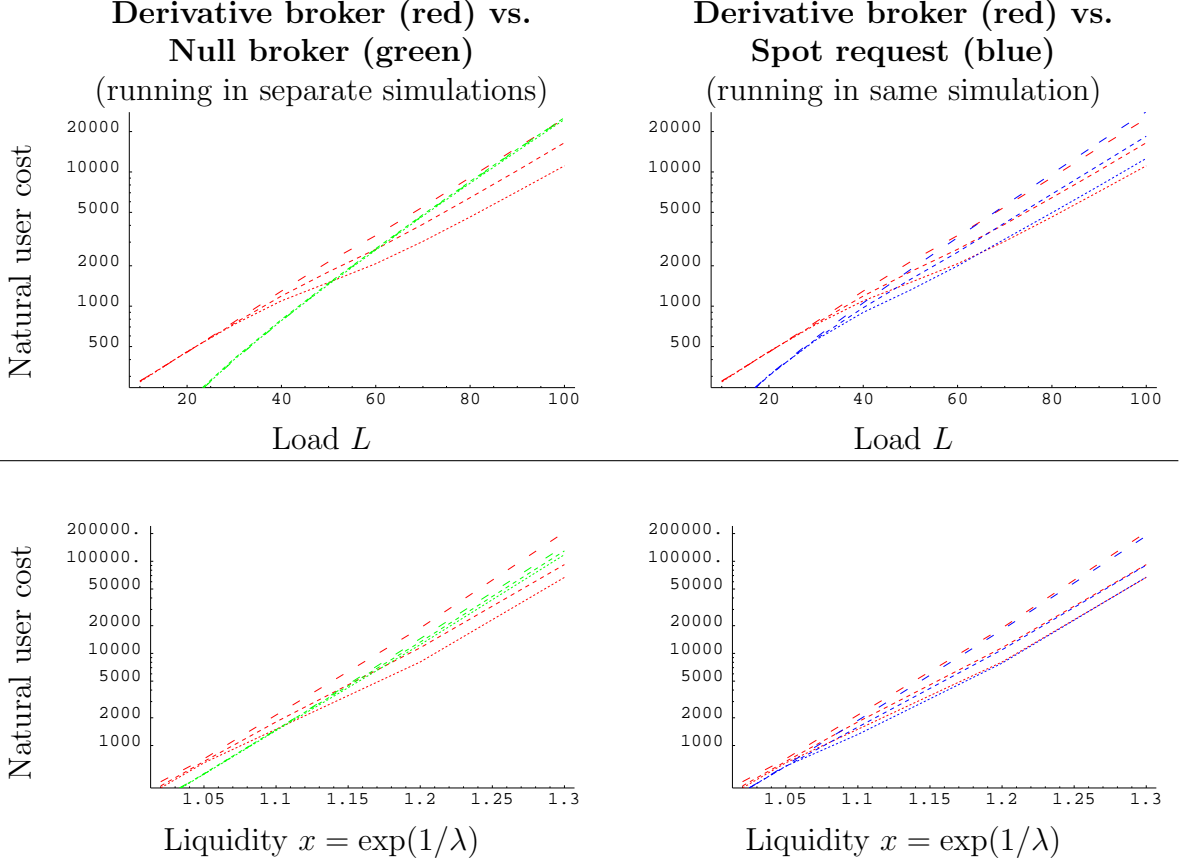 Derivative broker (red) vs.
Null broker (green)
(running in separate simulations)
Derivative broker (red) vs.
Spot request (blue)
(running in same simulation)
Natural user cost
20000
10000
5000
2000
1000
500
20 40 60 80 100
Load L
20000
10000
5000
2000
1000
500
20 40 60 80 100
Load L
Natural user cost
200000.
100000.
50000
20000
10000
5000
2000
1000
1.05 1.1 1.15 1.2 1.25 1.3
Liquidity x = exp(1/λ)
200000.
100000.
50000
20000
10000
5000
2000
1000
1.05 1.1 1.15 1.2 1.25 1.3
Liquidity x = exp(1/λ)